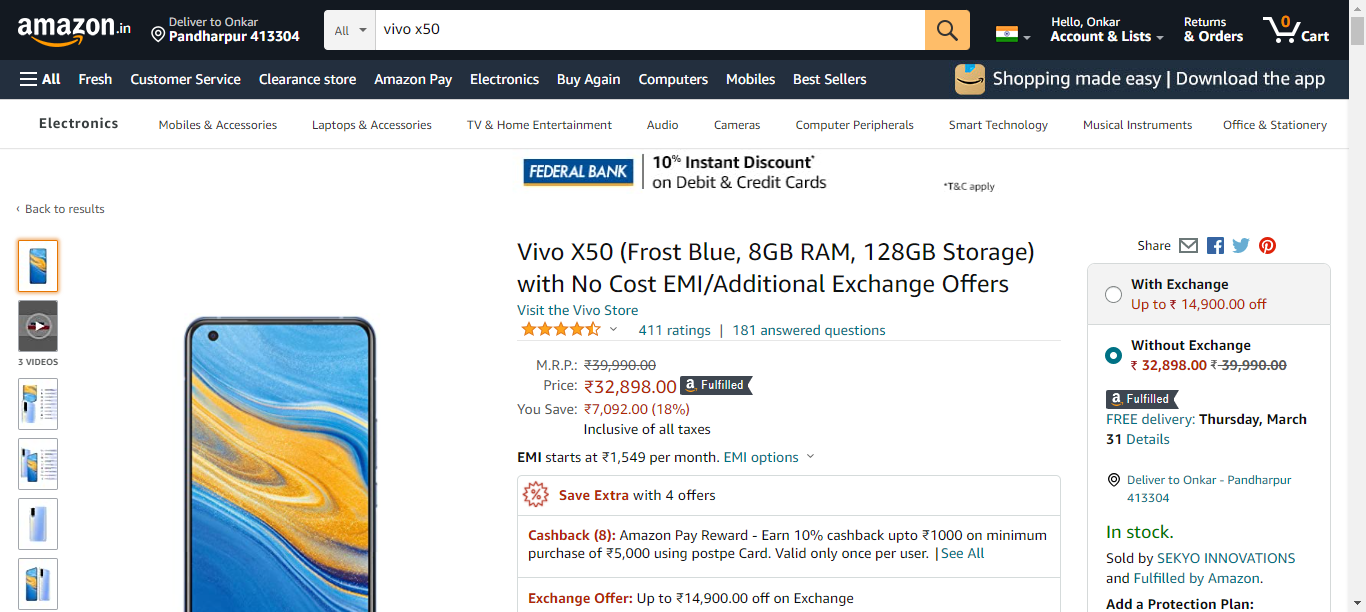 amazon.in
Deliver to Onkar
Pandharpur 413304
All
vivo x50
Hello, Onkar
Account & Lists
Returns
& Orders
0
Cart
All
Fresh
Customer Service
Clearance store
Amazon Pay
Electronics
Buy Again
Computers
Mobiles
Best Sellers
Shopping made easy | Download the app
Electronics
Mobiles & Accessories
Laptops & Accessories
TV & Home Entertainment
Audio
Cameras
Computer Peripherals
Smart Technology
Musical Instruments
Office & Stationery
FEDERAL BANK
10% Instant Discount*
on Debit & Credit Cards
*T&C apply
‹ Back to results
3 VIDEOS
Vivo X50 (Frost Blue, 8GB RAM, 128GB Storage)
with No Cost EMI/Additional Exchange Offers
Visit the Vivo Store
411 ratings | 181 answered questions
M.R.P.: ₹39,990.00
Price: ₹32,898.00 a Fulfilled
You Save: ₹7,092.00 (18%)
Inclusive of all taxes
EMI starts at ₹1,549 per month. EMI options
% Save Extra with 4 offers
Cashback (8): Amazon Pay Reward - Earn 10% cashback upto ₹1000 on minimum
purchase of ₹5,000 using postpe Card. Valid only once per user. | See All
Exchange Offer: Up to ₹14,900.00 off on Exchange
Share
With Exchange
Up to ₹ 14,900.00 off
Without Exchange
₹ 32,898.00 ₹ 39,990.00
a Fulfilled
FREE delivery: Thursday, March
31 Details
Deliver to Onkar - Pandharpur
413304
In stock.
Sold by SEKYO INNOVATIONS
and Fulfilled by Amazon.
Add a Protection Plan: